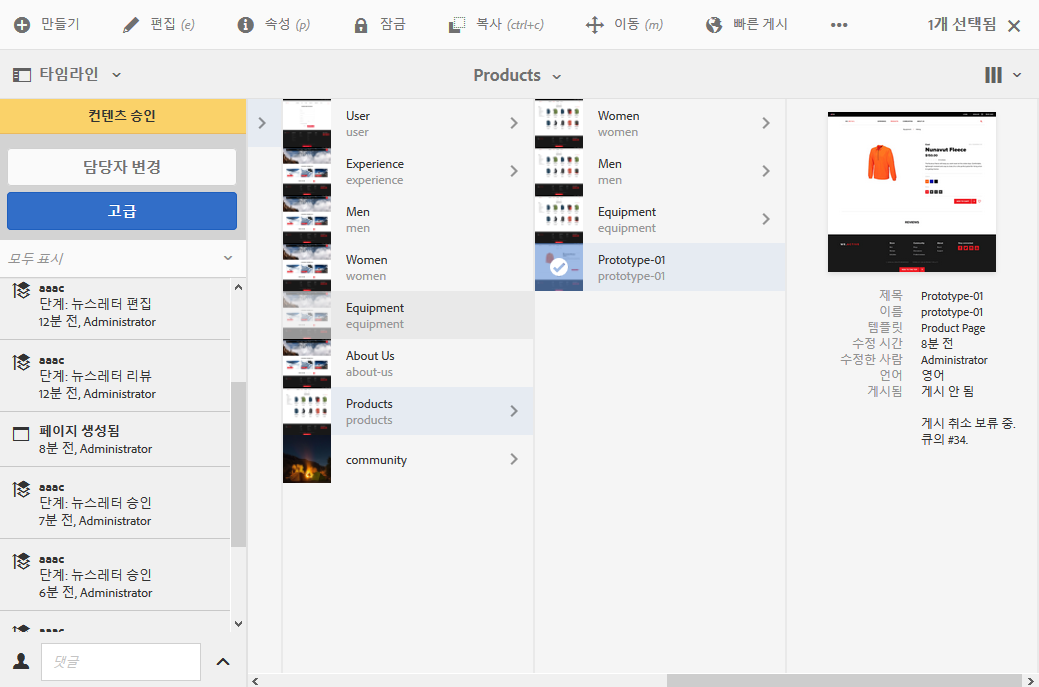 만들기 편집 (e) 속성 (p) 잠금 복사 (ctrl+c) 이동 (m) 빠른 게시 ••• 1개 선택됨
타임라인 Products
컨텐츠 승인
담당자 변경
고급
모두 표시
aaac
단계: 뉴스레터 편집
12분 전, Administrator
aaac
단계: 뉴스레터 리뷰
12분 전, Administrator
페이지 생성됨
8분 전, Administrator
aaac
단계: 뉴스레터 승인
7분 전, Administrator
aaac
단계: 뉴스레터 승인
6분 전, Administrator
댓글
User
user
Experience
experience
Men
men
Women
women
Equipment
equipment
About Us
about-us
Products
products
community
Women
women
Men
men
Equipment
equipment
Prototype-01
prototype-01
Nunavut Fleece
REVIEWS
제목 Prototype-01
이름 prototype-01
템플릿 Product Page
수정 시간 8분 전
수정한 사람 Administrator
언어 영어
게시됨 게시 안 됨
게시 취소 보류 중.
큐의 #34.